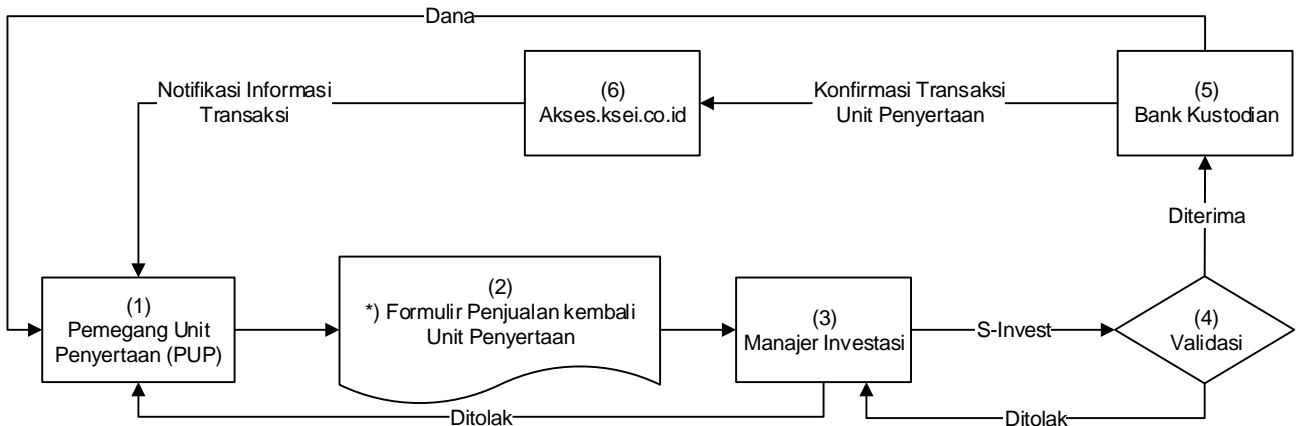 Dana
Notifikasi Informasi
Transaksi
(6)
Akses.ksei.co.id
Konfirmasi Transaksi
Unit Penyertaan
(5)
Bank Kustodian
Diterima
(1)
Pemegang Unit
Penyertaan (PUP)
(2)
*) Formulir Penjualan kembali
Unit Penyertaan
(3)
Manajer Investasi
S-Invest
(4)
Validasi
Ditolak
Ditolak